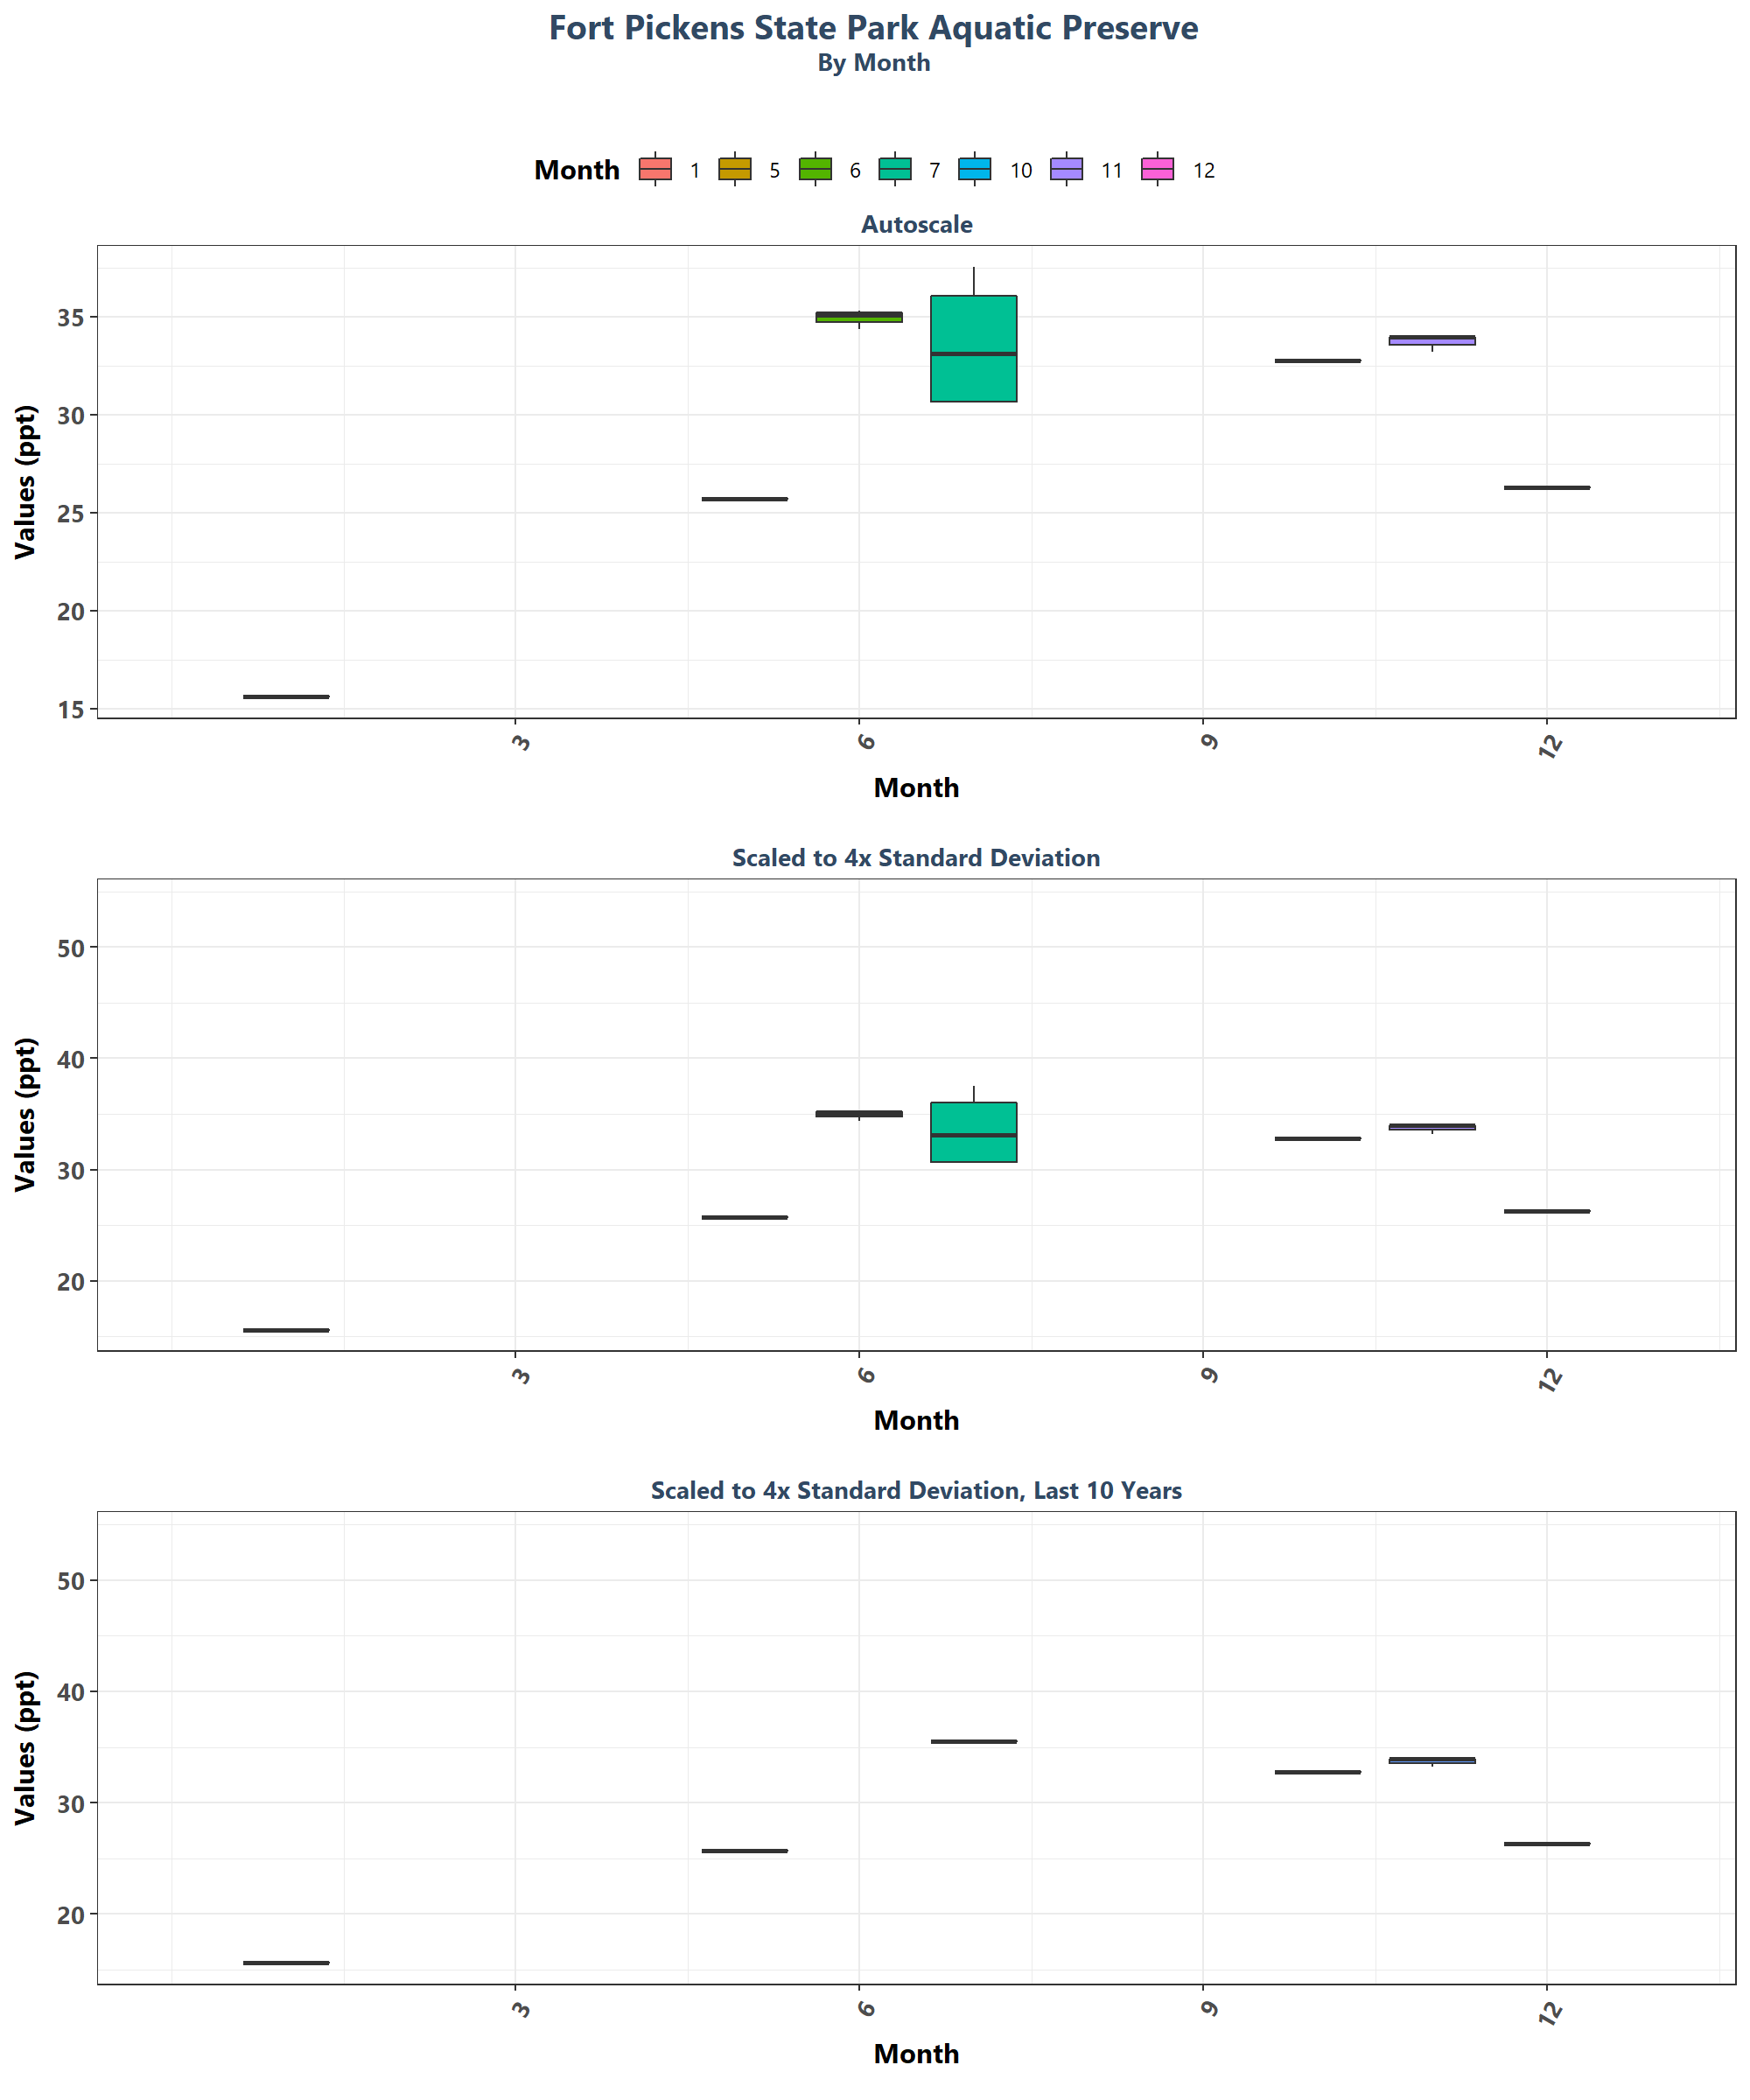 Fort Pickens State Park Aquatic Preserve
By Month
Month 1 5 6 7 10 11 12
Autoscale
Values (ppt)
35
30
25
20
15
3 6 9 12
Month
Scaled to 4x Standard Deviation
Values (ppt)
50
40
30
20
3 6 9 12
Month
Scaled to 4x Standard Deviation, Last 10 Years
Values (ppt)
50
40
30
20
3 6 9 12
Month